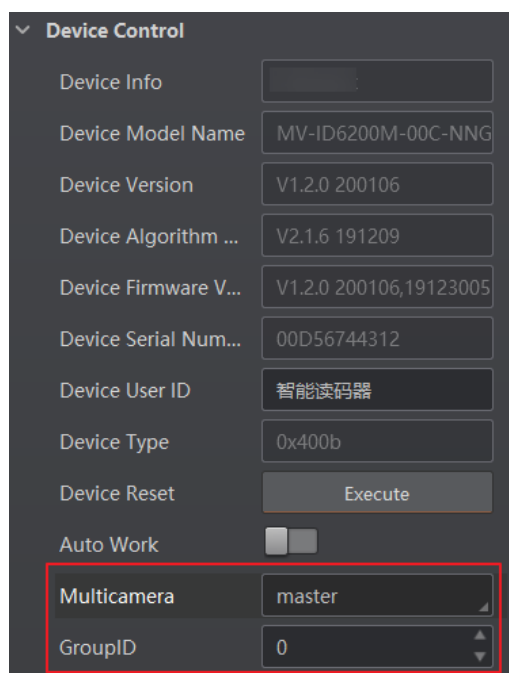 Device Control
Device Info
Device Model Name MV-ID6200M-00C-NNG
Device Version V1.2.0 200106
Device Algorithm ... V2.1.6 191209
Device Firmware V... V1.2.0 200106,19123005
Device Serial Num... 00D56744312
Device User ID 智能读码器
Device Type 0x400b
Device Reset Execute
Auto Work
Multicamera master
GroupID 0